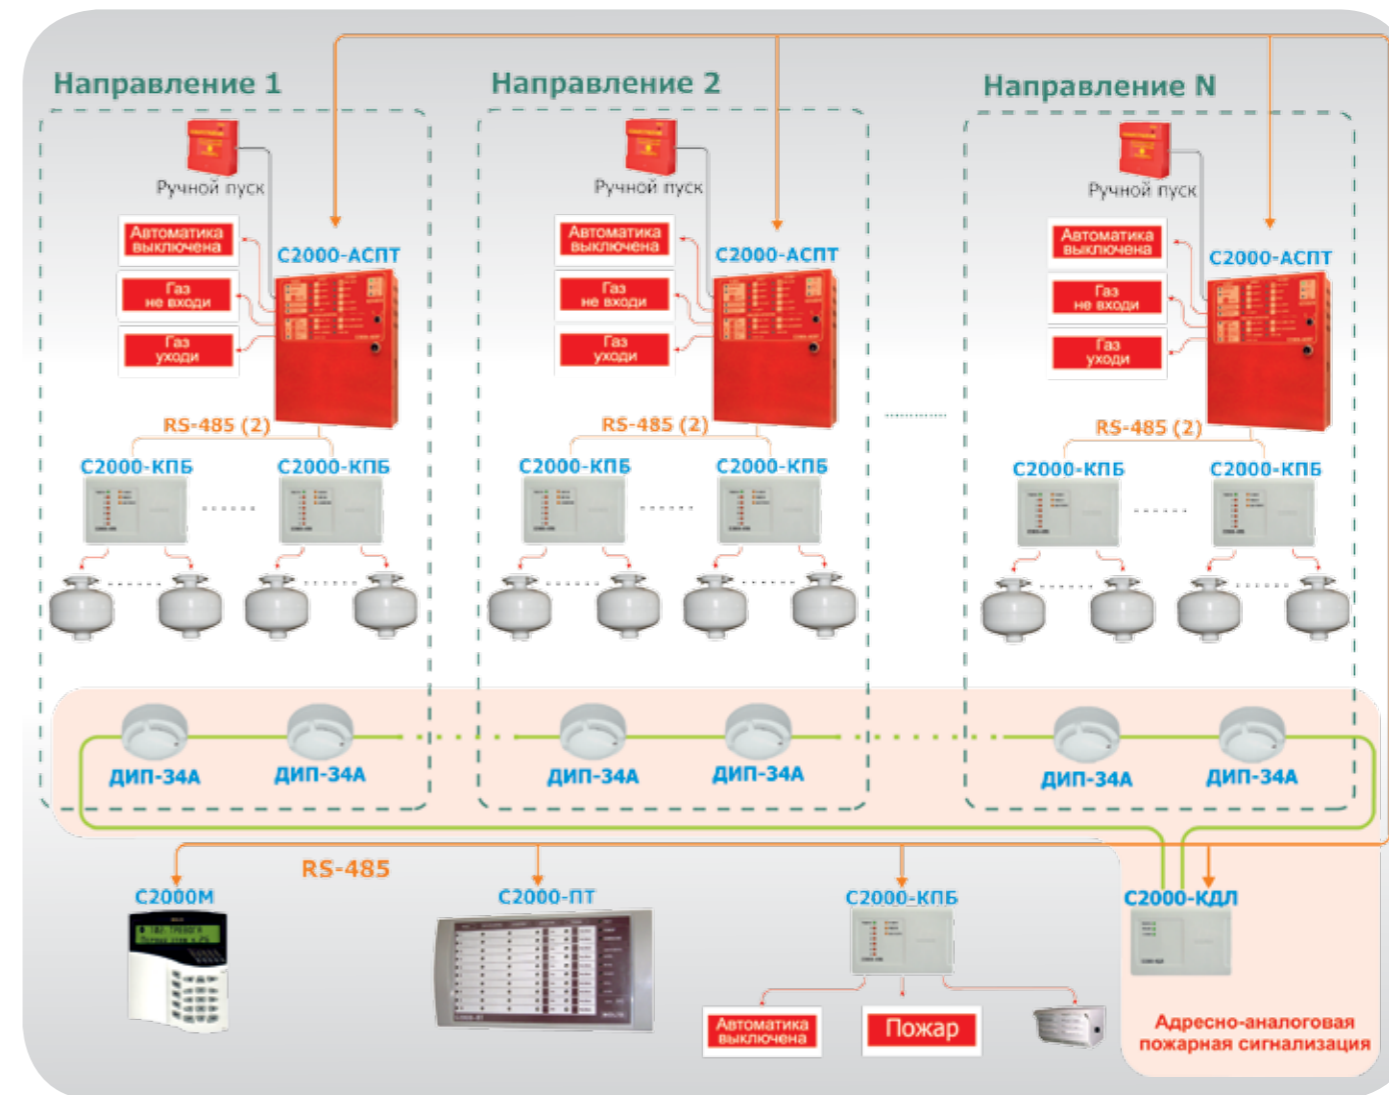 Направление 1
Направление 2
Направление N
Ручной пуск
Ручной пуск
Ручной пуск
Автоматика
выключена
С2000-АСПТ
Автоматика
выключена
С2000-АСПТ
Автоматика
выключена
С2000-АСПТ
Газ
не входи
Газ
не входи
Газ
не входи
Газ
уходи
Газ
уходи
Газ
уходи
RS-485 (2)
RS-485 (2)
RS-485 (2)
С2000-КПБ
С2000-КПБ
С2000-КПБ
С2000-КПБ
С2000-КПБ
С2000-КПБ
ДИП-34А
ДИП-34А
ДИП-34А
ДИП-34А
ДИП-34А
ДИП-34А
RS-485
С2000М
С2000-ПТ
С2000-КПБ
С2000-КДЛ
Автоматика
выключена
Пожар
Адресно-аналоговая
пожарная сигнализация